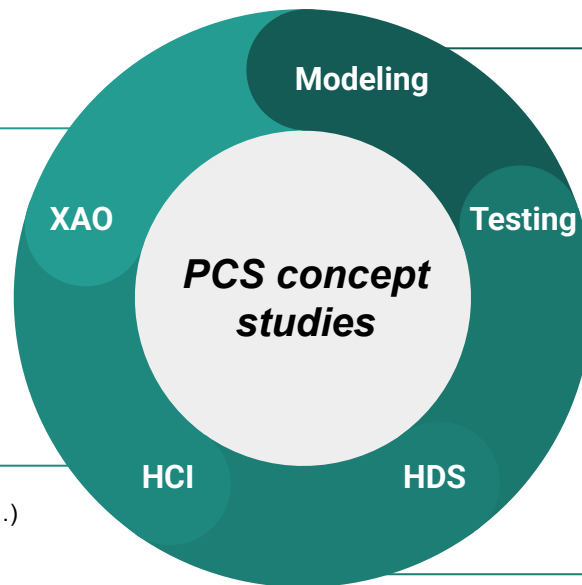 Modeling
XAO
Testing
PCS concept
studies
HCI
HDS
.)